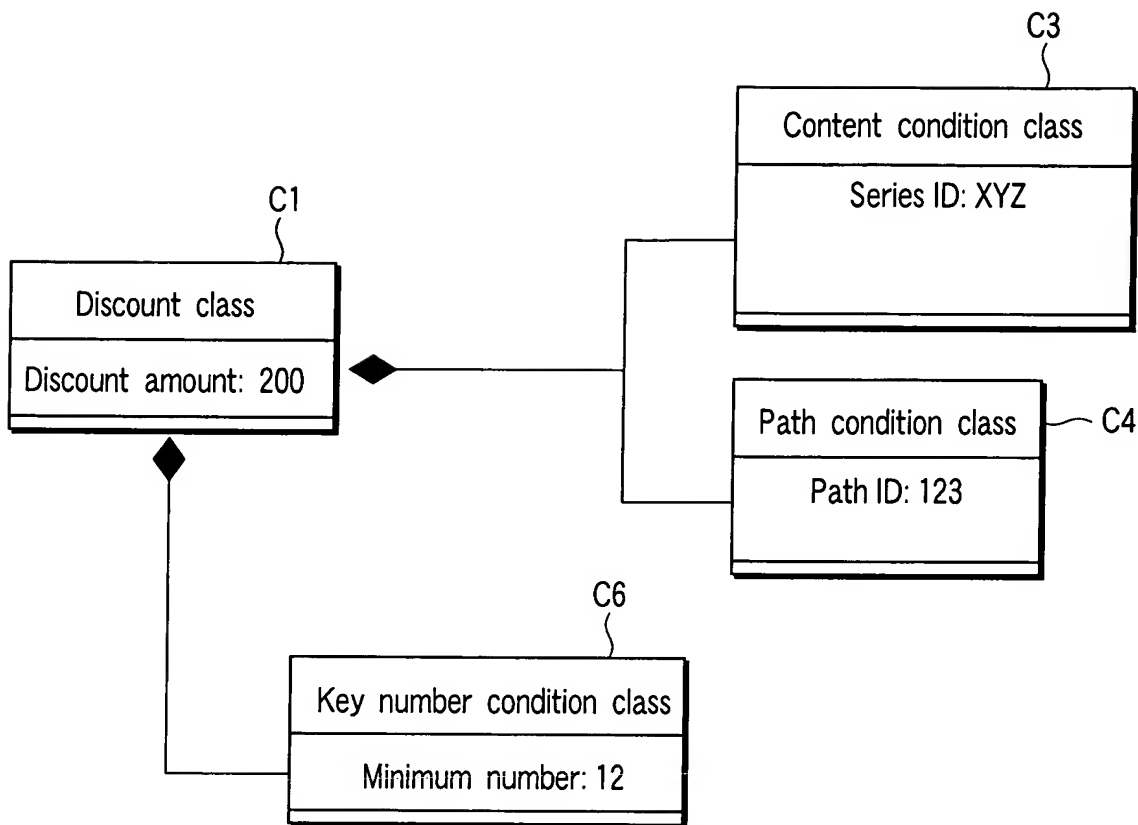 C3
Content condition class
Series ID: XYZ
C1
Discount class
Discount amount: 200
Path condition class
C4
Path ID: 123
C6
Key number condition class
Minimum number: 12